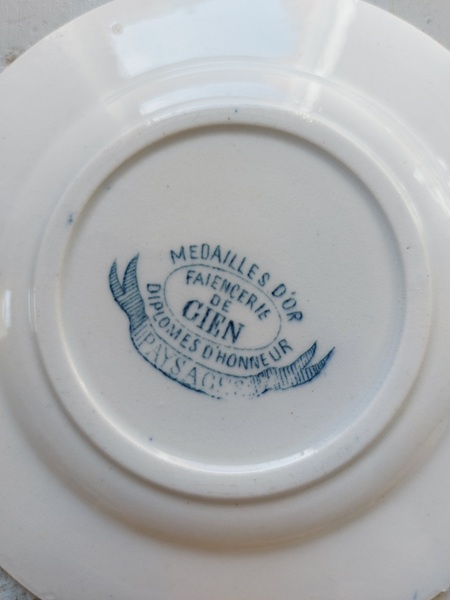 MEDAILLES D'OR
FAIENCERIE
DE
GIEN
DIPLOMES D'HONNEUR
PAYSAGES